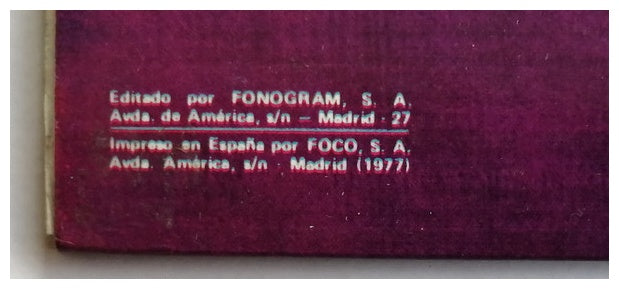 Editado por FONOGRAM, S. A.
Avda. de América, s/n - Madrid - 27
Impreso en España por FOCO, S. A.
Avda. América, s/n - Madrid (1977)